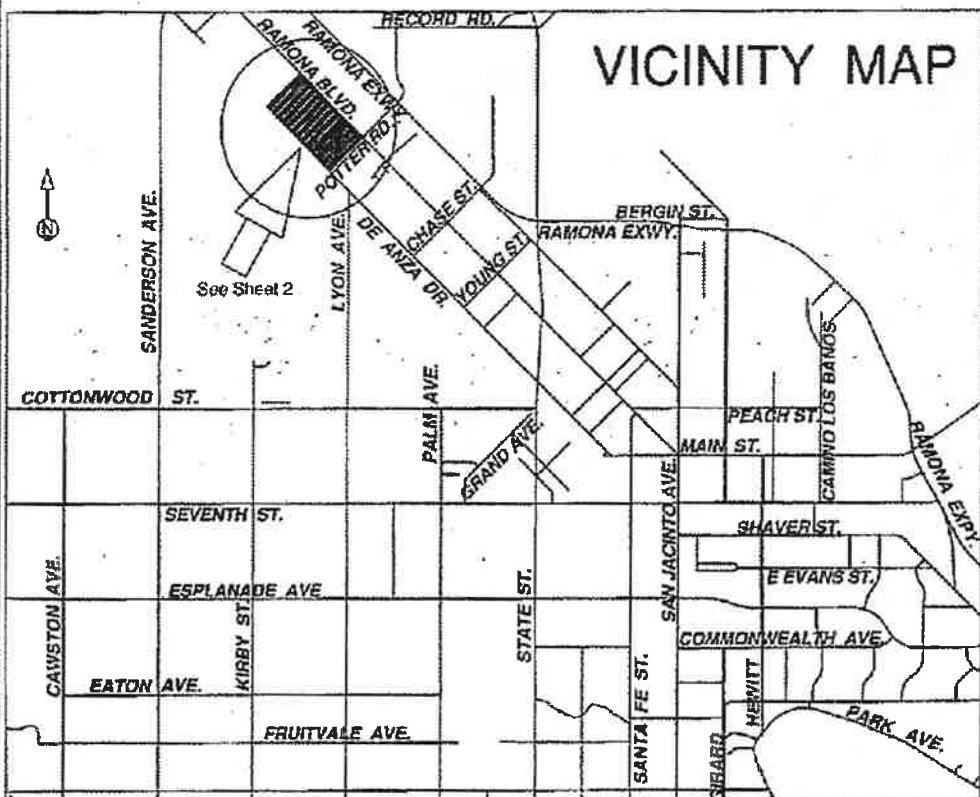 RECORD RD.
VICINITY MAP
RAMONA EXWY.
RAMONA BLVD.
POTTER RD.
CHASE ST.
BERGIN ST.
RAMONA EXWY.
YOUNG ST.
DE ANZA DR.
SANDERSON AVE.
LYON AVE.
N
See Sheet 2
COTTONWOOD ST.
PALM AVE.
GRAND AVE.
PEACH ST.
CAMINO LOS BANOS
MAIN ST.
RAMONA EXPY.
SEVENTH ST.
SAN JACINTO AVE.
SHAVER ST.
E EVANS ST.
CAWSTON AVE.
ESPLANADE AVE
KIRBY ST.
STATE ST.
COMMONWEALTH AVE.
EATON AVE.
SANTA FE ST.
HEWITT
PARK AVE.
FRUITVALE AVE.
GIRARD